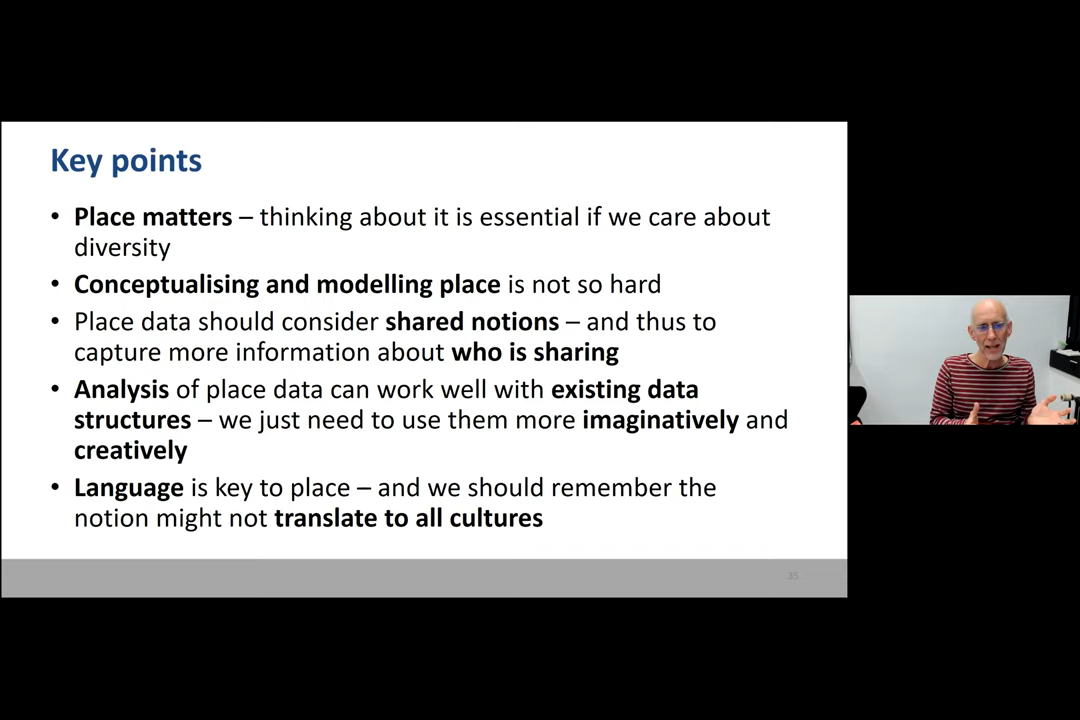 Key points
• Place matters – thinking about it is essential if we care about
diversity
• Conceptualising and modelling place is not so hard
• Place data should consider shared notions – and thus to
capture more information about who is sharing
• Analysis of place data can work well with existing data
structures – we just need to use them more imaginatively and
creatively
• Language is key to place – and we should remember the
notion might not translate to all cultures
35